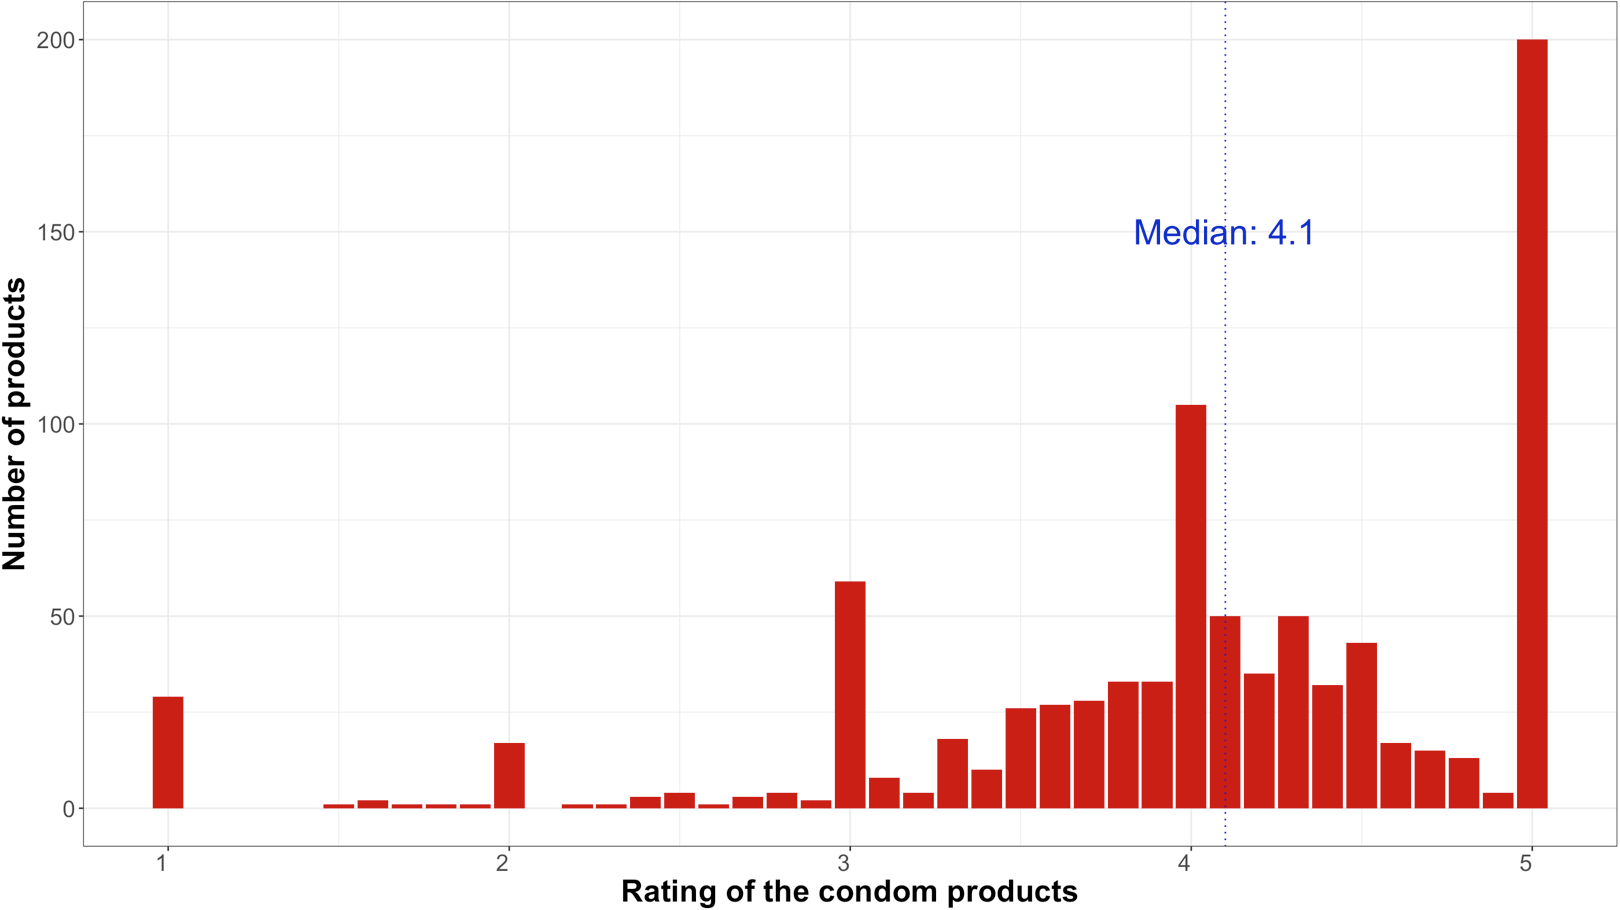 200
150
100
50
0
Number of products
Median: 4.1
1 2 3 4 5
Rating of the condom products